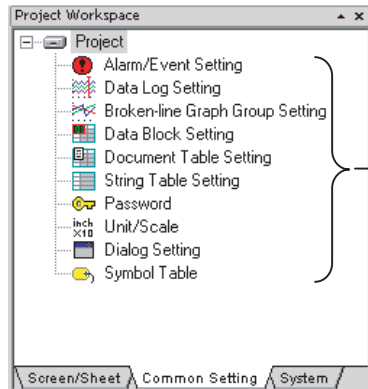 Project Workspace
Project
Alarm/Event Setting
Data Log Setting
Broken-line Graph Group Setting
Data Block Setting
Document Table Setting
String Table Setting
Password
inch
X10
Unit/Scale
Dialog Setting
Symbol Table
Screen/Sheet
Common Setting
System